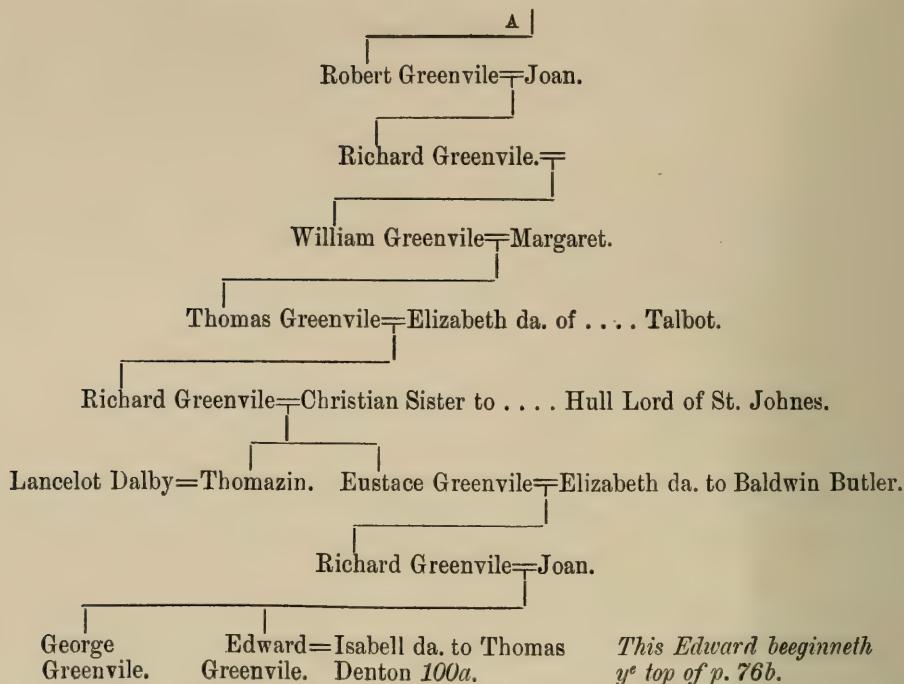 A
Robert Greenvile=Joan.
Richard Greenvile.=
William Greenvile=Margaret.
Thomas Greenvile=Elizabeth da. of .... Talbot.
Richard Greenvile=Christian Sister to .... Hull Lord of St. Johnes.
Lancelot Dalby=Thomazin. Eustace Greenvile=Elizabeth da. to Baldwin Butler.
Richard Greenvile=Joan.
George Edward=Isabell da. to Thomas This Edward beeginneth
Greenvile. Greenvile. Denton 100a. yᵉ top of p. 76b.